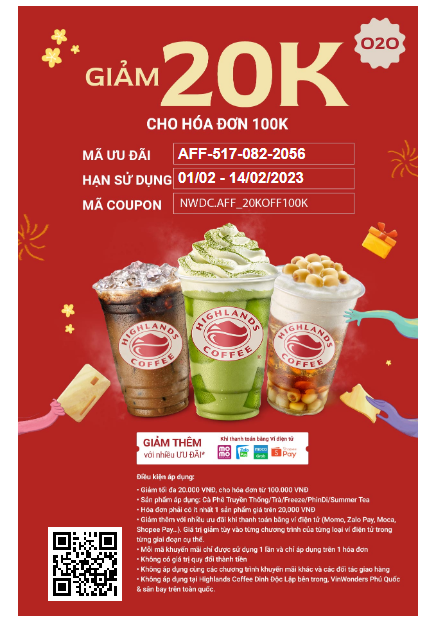 GIẢM 20K
O2O
CHO HÓA ĐƠN 100K
MÃ ƯU ĐÃI AFF-517-082-2056
HẠN SỬ DỤNG 01/02 - 14/02/2023
MÃ COUPON NWDC.AFF_20KOFF100K
HIGHLANDS COFFEE
HIGHLANDS COFFEE
HIGHLANDS COFFEE
GIẢM THÊM
với nhiều ƯU ĐÃI*
Khi thanh toán bằng Ví điện tử
mo mo
Zalo Pay
moca
Grab
Pay
Điều kiện áp dụng:
• Giảm tối đa 20.000 VNĐ, cho hóa đơn từ 100.000 VNĐ
• Sản phẩm áp dụng: Cà Phê Truyền Thống/Trà/Freeze/PhinDi/Summer Tea
• Hóa đơn phải có ít nhất 1 sản phẩm giá trên 20,000 VNĐ
• Giảm thêm với nhiều ưu đãi khi thanh toán bằng ví điện tử (Momo, Zalo Pay, Moca,
Shopee Pay...). Giá trị giảm tùy vào từng chương trình của từng loại ví điện tử trong
từng giai đoạn cụ thể.
• Mỗi mã khuyến mãi chỉ được sử dụng 1 lần và chỉ áp dụng trên 1 hóa đơn
• Không có giá trị quy đổi thành tiền
• Không áp dụng cùng các chương trình khuyến mãi khác và các đối tác giao hàng
• Không áp dụng tại Highlands Coffee Dinh Độc Lập bên trong, VinWonders Phú Quốc
& sân bay trên toàn quốc.